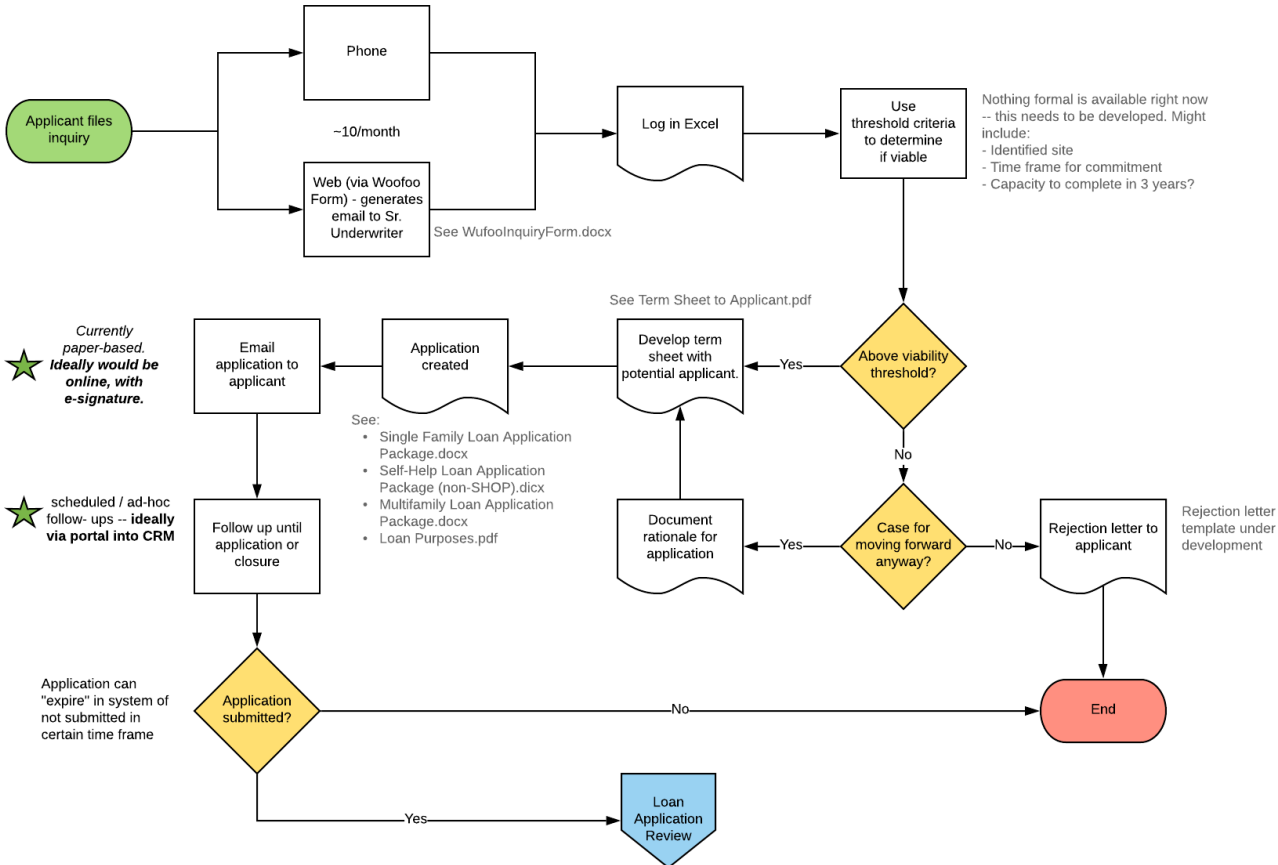 Phone
Applicant files
inquiry
~10/month
Web (via Woofoo
Form) - generates
email to Sr.
Underwriter
See WufooInquiryForm.docx
Log in Excel
Use
threshold criteria
to determine
if viable
Nothing formal is available right now
-- this needs to be developed. Might
include:
- Identified site
- Time frame for commitment
- Capacity to complete in 3 years?
Above viability
threshold?
Yes
No
See Term Sheet to Applicant.pdf
Develop term
sheet with
potential applicant.
Application
created
See:
• Single Family Loan Application
Package.docx
• Self-Help Loan Application
Package (non-SHOP).dicx
• Multifamily Loan Application
Package.docx
• Loan Purposes.pdf
Email
application to
applicant
Currently
paper-based.
Ideally would be
online, with
e-signature.
Case for
moving forward
anyway?
Yes
Document
rationale for
application
No
Rejection letter to
applicant
Rejection letter
template under
development
scheduled / ad-hoc
follow- ups -- ideally
via portal into CRM
Follow up until
application or
closure
Application can
"expire" in system of
not submitted in
certain time frame
Application
submitted?
No
End
Yes
Loan
Application
Review